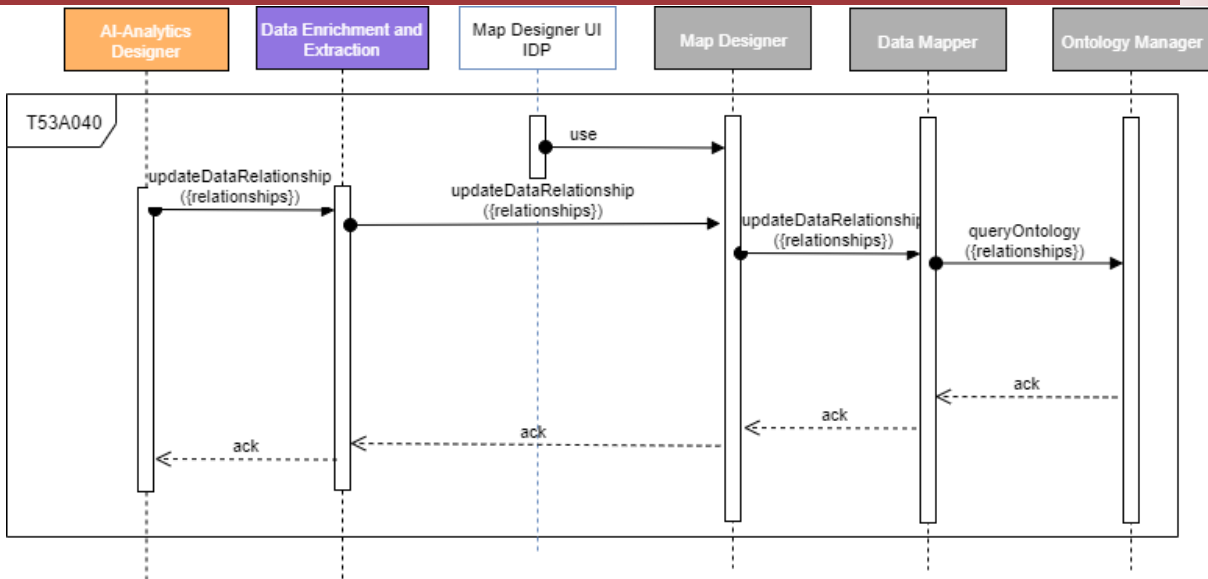 AI-Analytics
Designer
Data Enrichment and
Extraction
Map Designer UI
IDP
Map Designer
Data Mapper
Ontology Manager
T53A040
use
updateDataRelationship
({relationships})
updateDataRelationship
({relationships})
updateDataRelationship
({relationships})
queryOntology
({relationships})
ack
ack
ack
ack